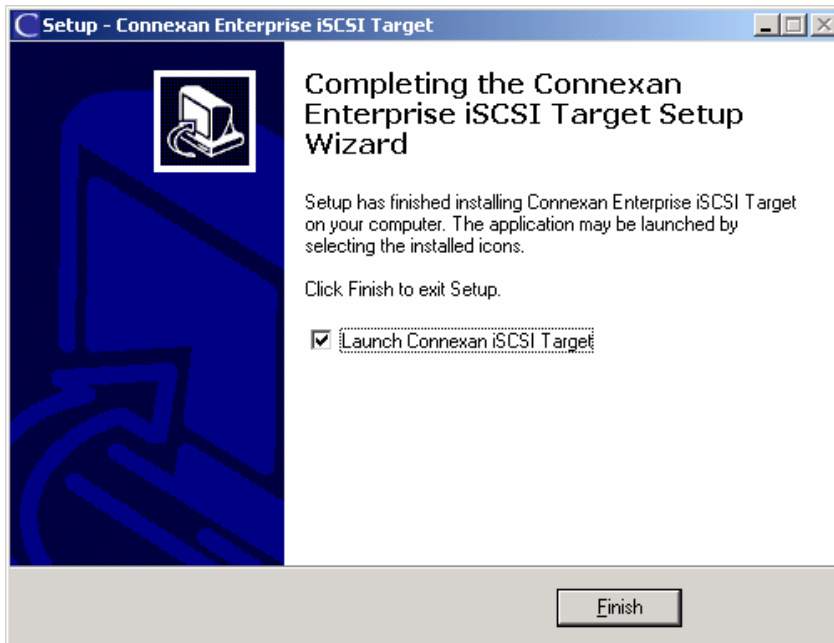 Setup - Connexan Enterprise iSCSI Target
Completing the Connexan
Enterprise iSCSI Target Setup
Wizard
Setup has finished installing Connexan Enterprise iSCSI Target
on your computer. The application may be launched by
selecting the installed icons.
Click Finish to exit Setup.
Launch Connexan iSCSI Target
Finish